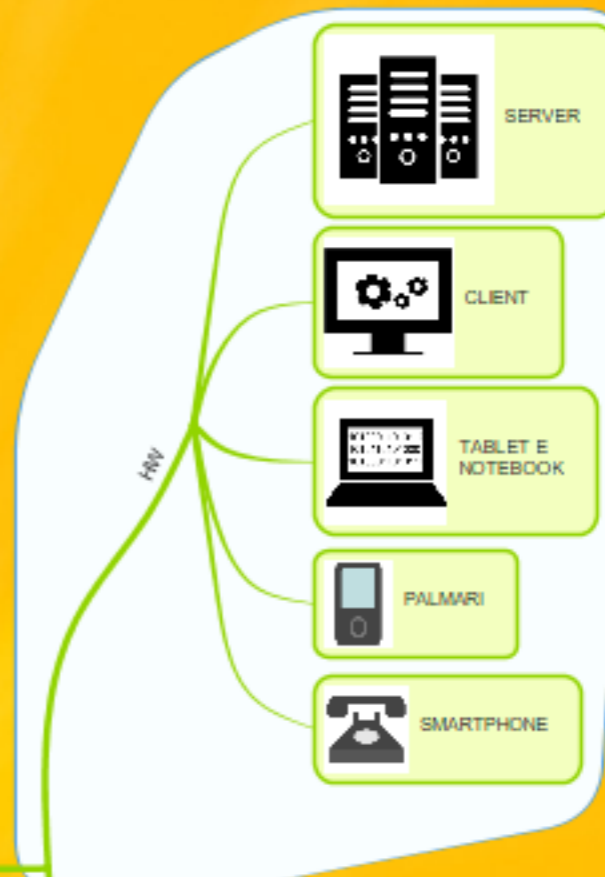 SERVER
CLIENT
TABLET E
NOTEBOOK
HW
PALMARI
SMARTPHONE